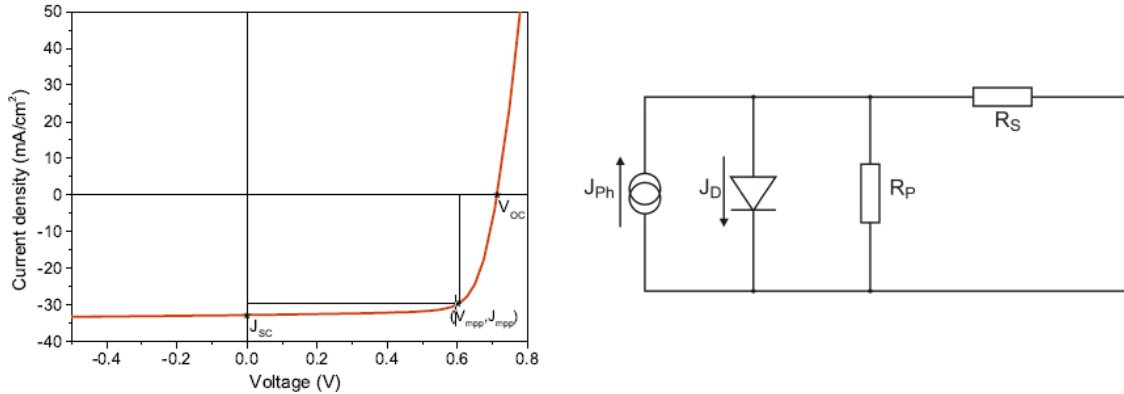 50
40
30
20
10
0
-10
-20
-30
-40
Current density (mA/cm²)
V_OC
J_SC
(V_mpp,J_mpp)
-0.4 -0.2 0.0 0.2 0.4 0.6 0.8
Voltage (V)
R_S
J_Ph
J_D
R_P